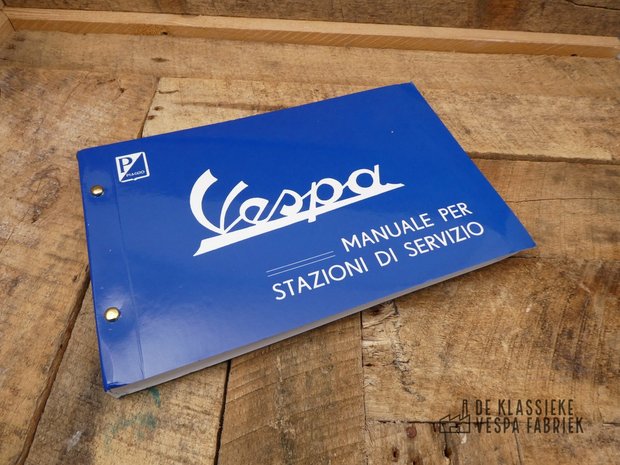 P
PIAGGIO
Vespa
MANUALE PER
STAZIONI DI SERVIZIO
DE KLASSIEKE
VESPA FABRIEK